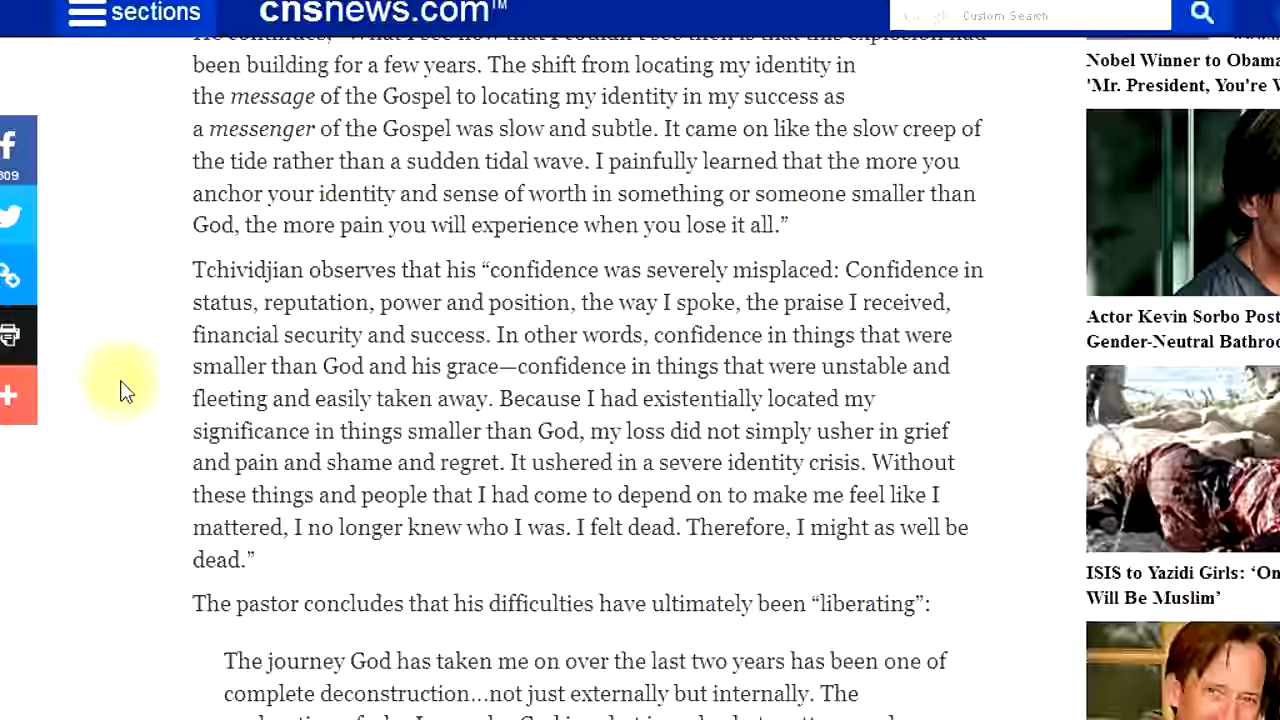 sections
cnsnews.com™
Custom Search
been building for a few years. The shift from locating my identity in
the message of the Gospel to locating my identity in my success as
a messenger of the Gospel was slow and subtle. It came on like the slow creep of
the tide rather than a sudden tidal wave. I painfully learned that the more you
anchor your identity and sense of worth in something or someone smaller than
God, the more pain you will experience when you lose it all.”
Tchividjian observes that his “confidence was severely misplaced: Confidence in
status, reputation, power and position, the way I spoke, the praise I received,
financial security and success. In other words, confidence in things that were
smaller than God and his grace—confidence in things that were unstable and
fleeting and easily taken away. Because I had existentially located my
significance in things smaller than God, my loss did not simply usher in grief
and pain and shame and regret. It ushered in a severe identity crisis. Without
these things and people that I had come to depend on to make me feel like I
mattered, I no longer knew who I was. I felt dead. Therefore, I might as well be
dead.”
The pastor concludes that his difficulties have ultimately been “liberating”:
The journey God has taken me on over the last two years has been one of
complete deconstruction...not just externally but internally. The
Nobel Winner to Obama
'Mr. President, You're
Actor Kevin Sorbo Post
Gender-Neutral Bathroo
ISIS to Yazidi Girls: ‘On
Will Be Muslim’